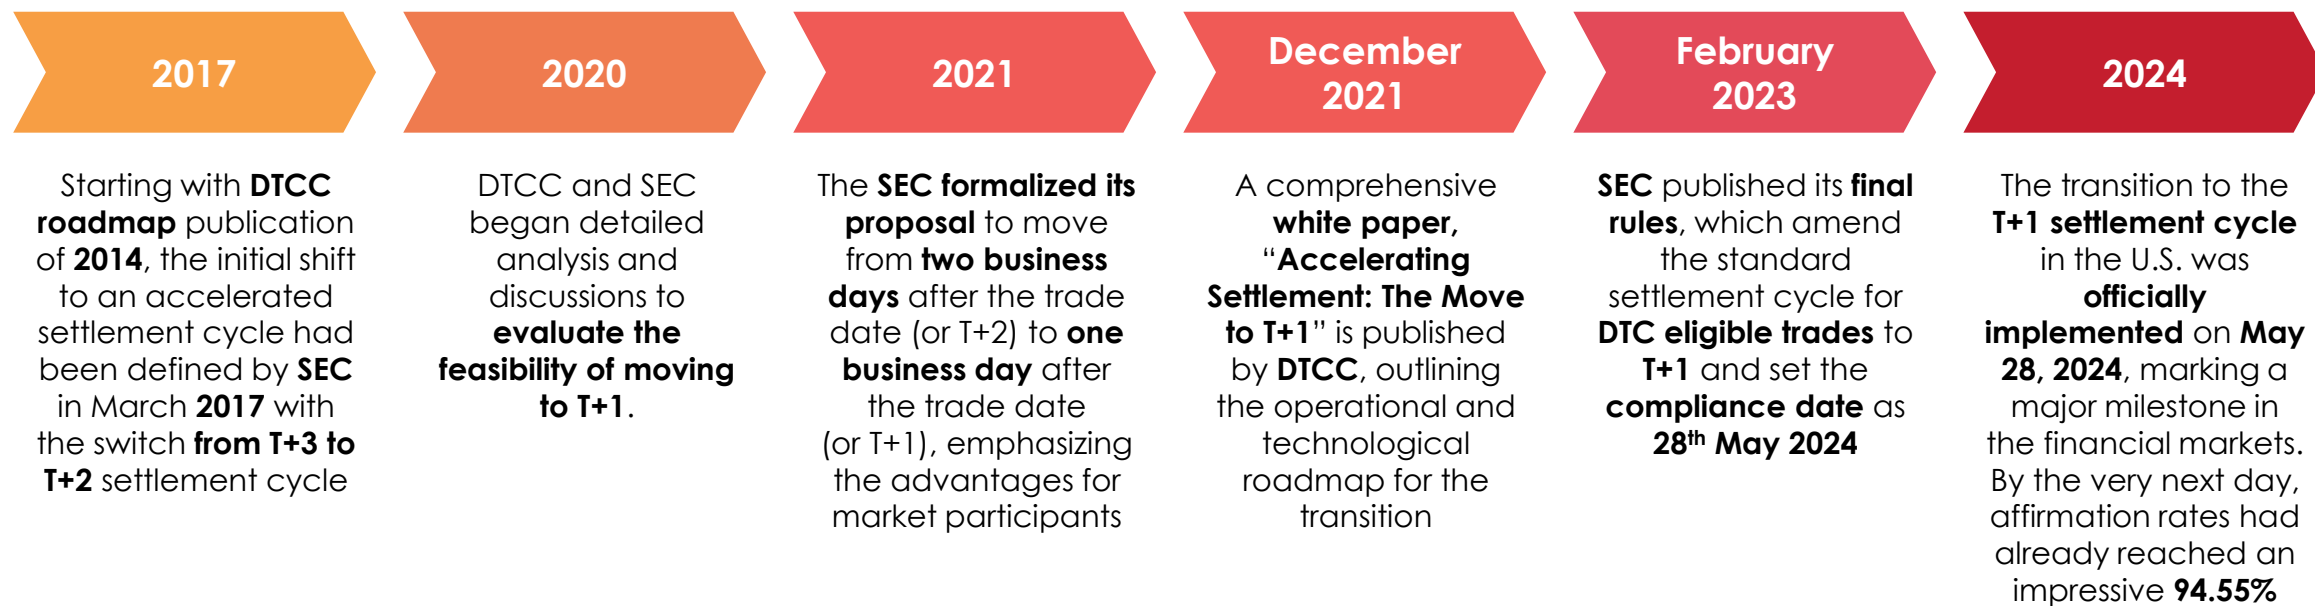 2017
Starting with DTCC
roadmap publication
of 2014, the initial shift
to an accelerated
settlement cycle had
been defined by SEC
in March 2017 with
the switch from T+3 to
T+2 settlement cycle
2020
DTCC and SEC
began detailed
analysis and
discussions to
evaluate the
feasibility of moving
to T+1.
2021
The SEC formalized its
proposal to move
from two business
days after the trade
date (or T+2) to one
business day after
the trade date
(or T+1), emphasizing
the advantages for
market participants
December
2021
A comprehensive
white paper,
“Accelerating
Settlement: The Move
to T+1” is published
by DTCC, outlining
the operational and
technological
roadmap for the
transition
February
2023
SEC published its final
rules, which amend
the standard
settlement cycle for
DTC eligible trades to
T+1 and set the
compliance date as
28th May 2024
2024
The transition to the
T+1 settlement cycle
in the U.S. was
officially
implemented on May
28, 2024, marking a
major milestone in
the financial markets.
By the very next day,
affirmation rates had
already reached an
impressive 94.55%